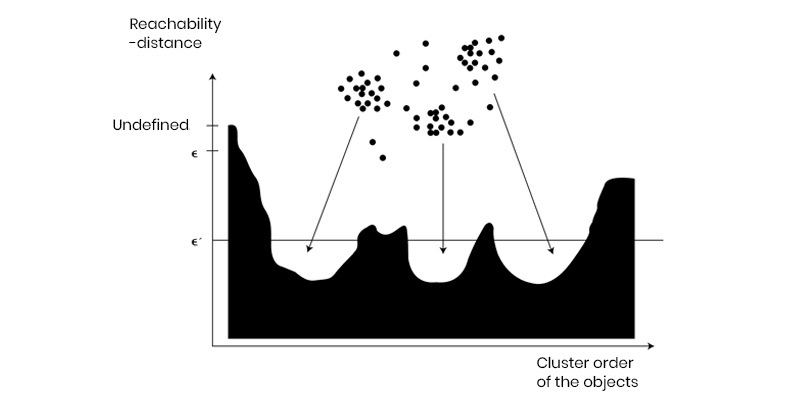 Reachability
-distance
Undefined
ϵ
ϵ´
Cluster order
of the objects